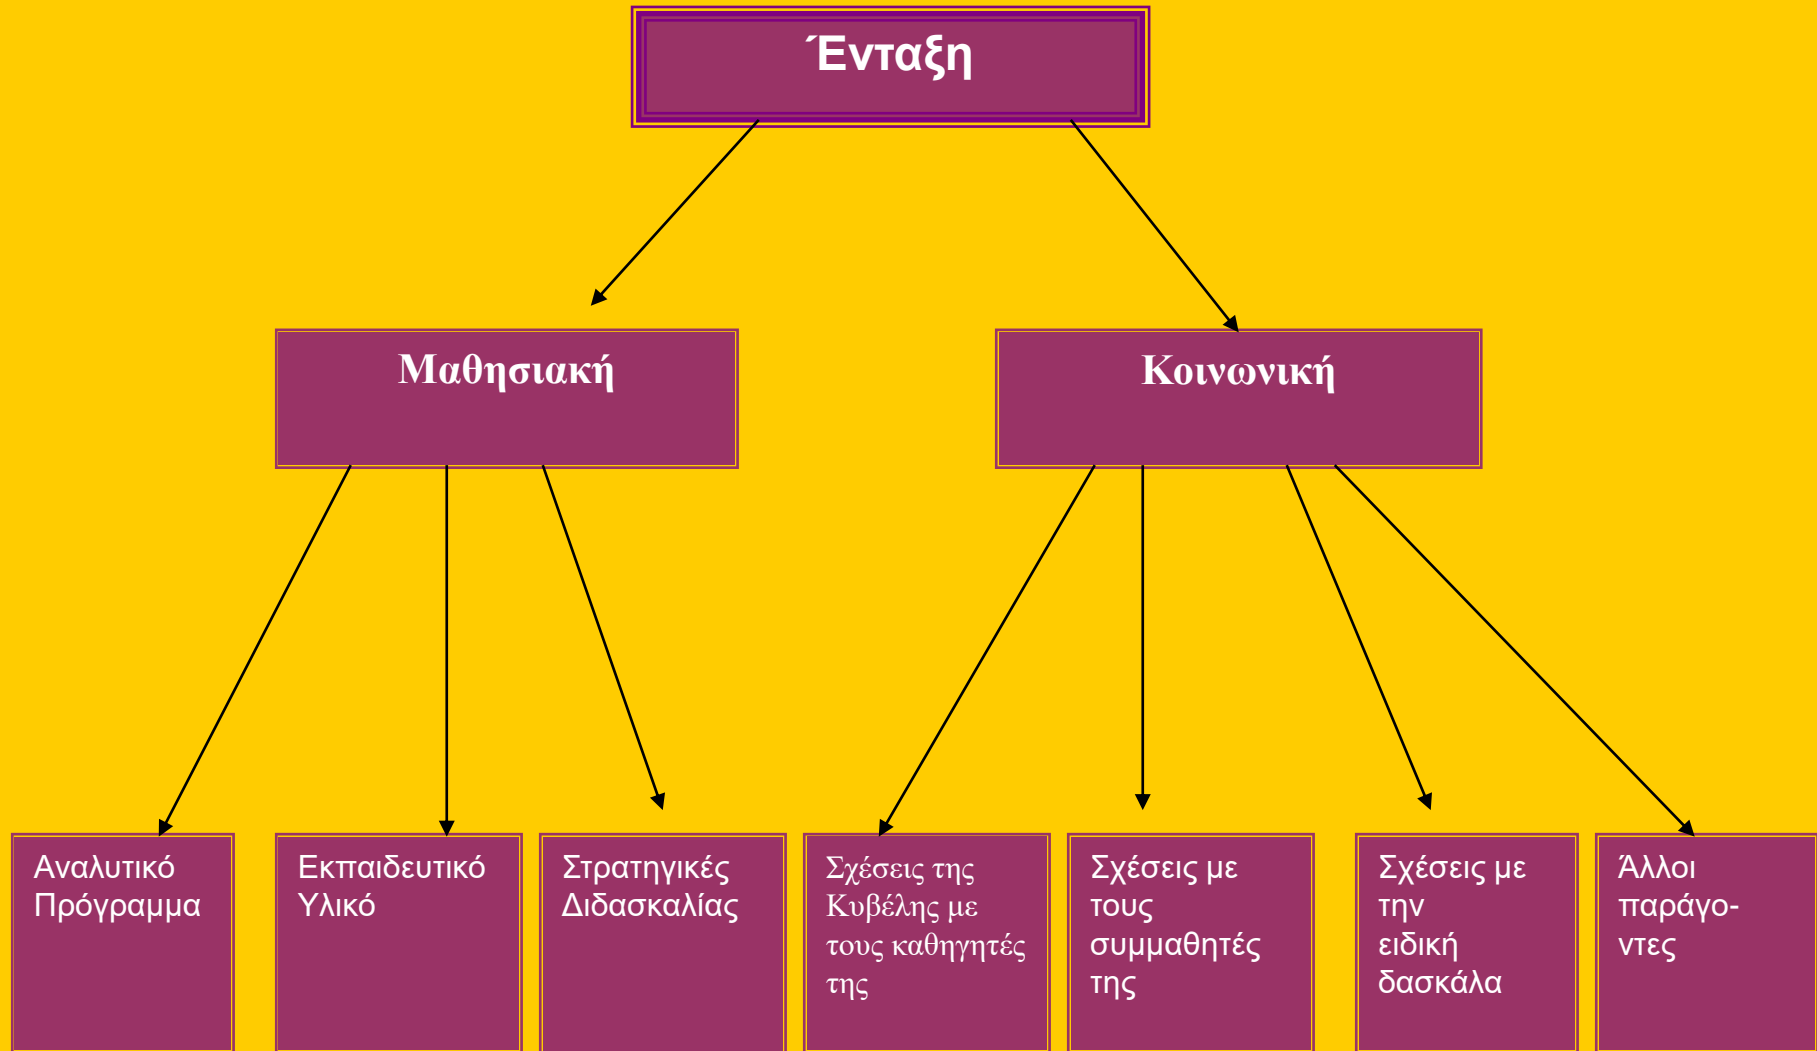 Ένταξη
Μαθησιακή
Κοινωνική
Αναλυτικό
Πρόγραμμα
Εκπαιδευτικό
Υλικό
Στρατηγικές
Διδασκαλίας
Σχέσεις της
Κυβέλης με
τους καθηγητές
της
Σχέσεις με
τους
συμμαθητές
της
Σχέσεις με
την
ειδική
δασκάλα
Άλλοι
παράγο-
ντες